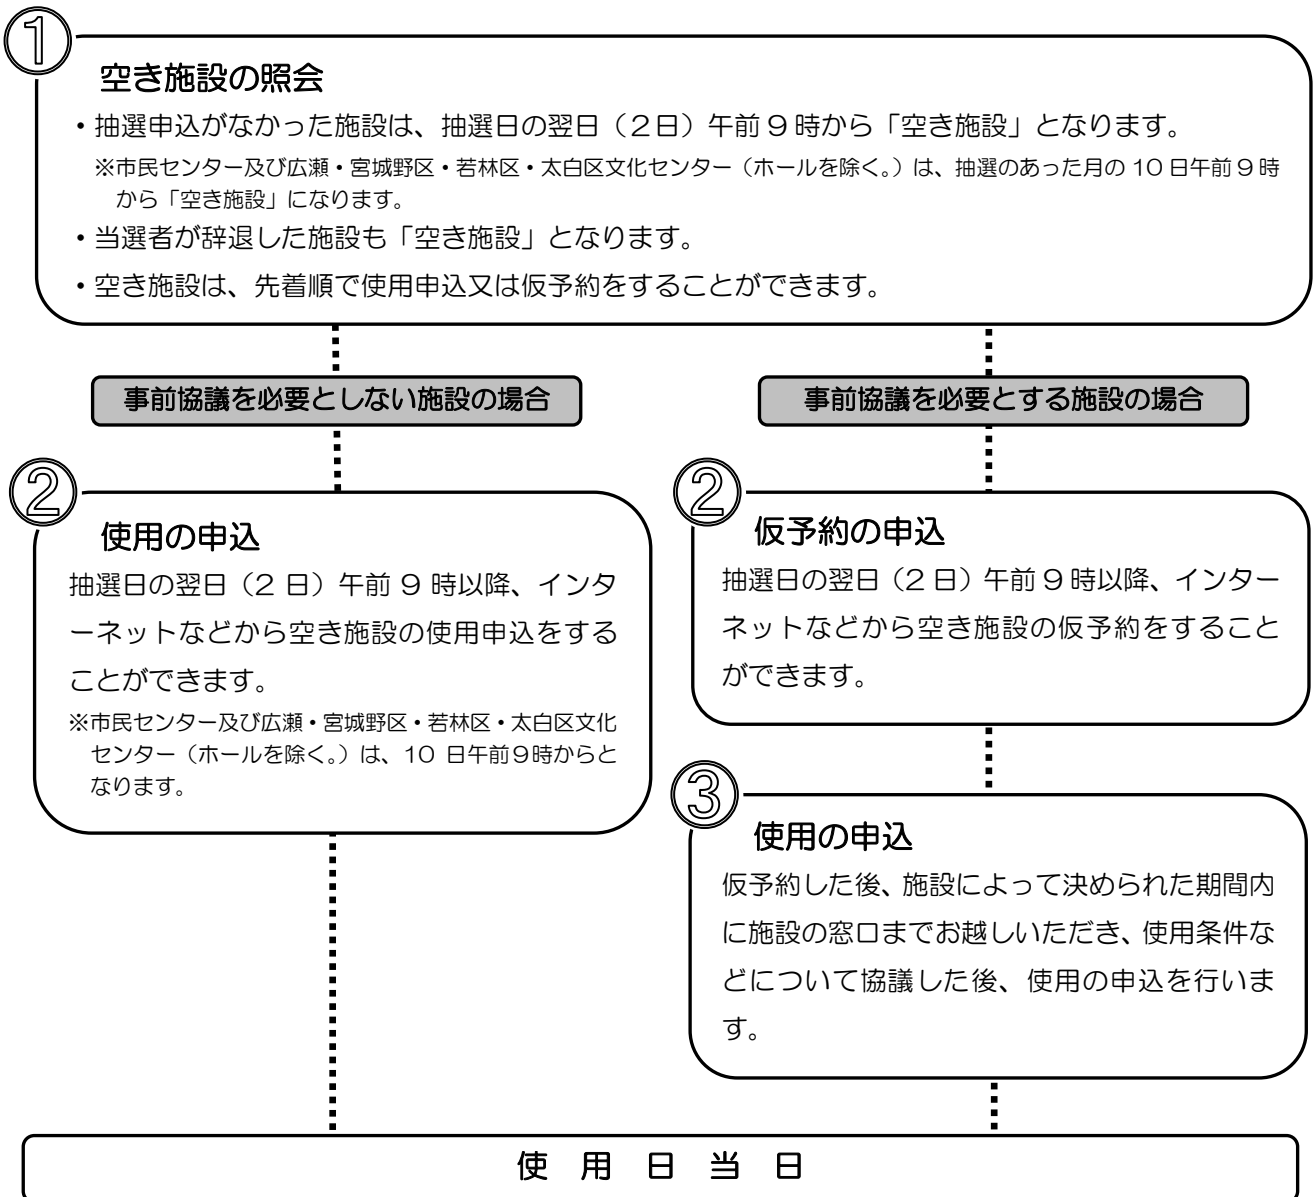 ①
空き施設の照会
・抽選申込がなかった施設は、抽選日の翌日（２日）午前９時から「空き施設」となります。
※市民センター及び広瀬・宮城野区・若林区・太白区文化センター（ホールを除く。）は、抽選のあった月の 10 日午前９時
から「空き施設」になります。
・当選者が辞退した施設も「空き施設」となります。
・空き施設は、先着順で使用申込又は仮予約をすることができます。
事前協議を必要としない施設の場合
②
使用の申込
抽選日の翌日（2 日）午前 9 時以降、インタ
ーネットなどから空き施設の使用申込をする
ことができます。
※市民センター及び広瀬・宮城野区・若林区・太白区文化
センター（ホールを除く。）は、10 日午前９時からと
なります。
事前協議を必要とする施設の場合
②
仮予約の申込
抽選日の翌日（2 日）午前 9 時以降、インター
ネットなどから空き施設の仮予約をすること
ができます。
③
使用の申込
仮予約した後、施設によって決められた期間内
に施設の窓口までお越しいただき、使用条件な
どについて協議した後、使用の申込を行いま
す。
使 用 日 当 日